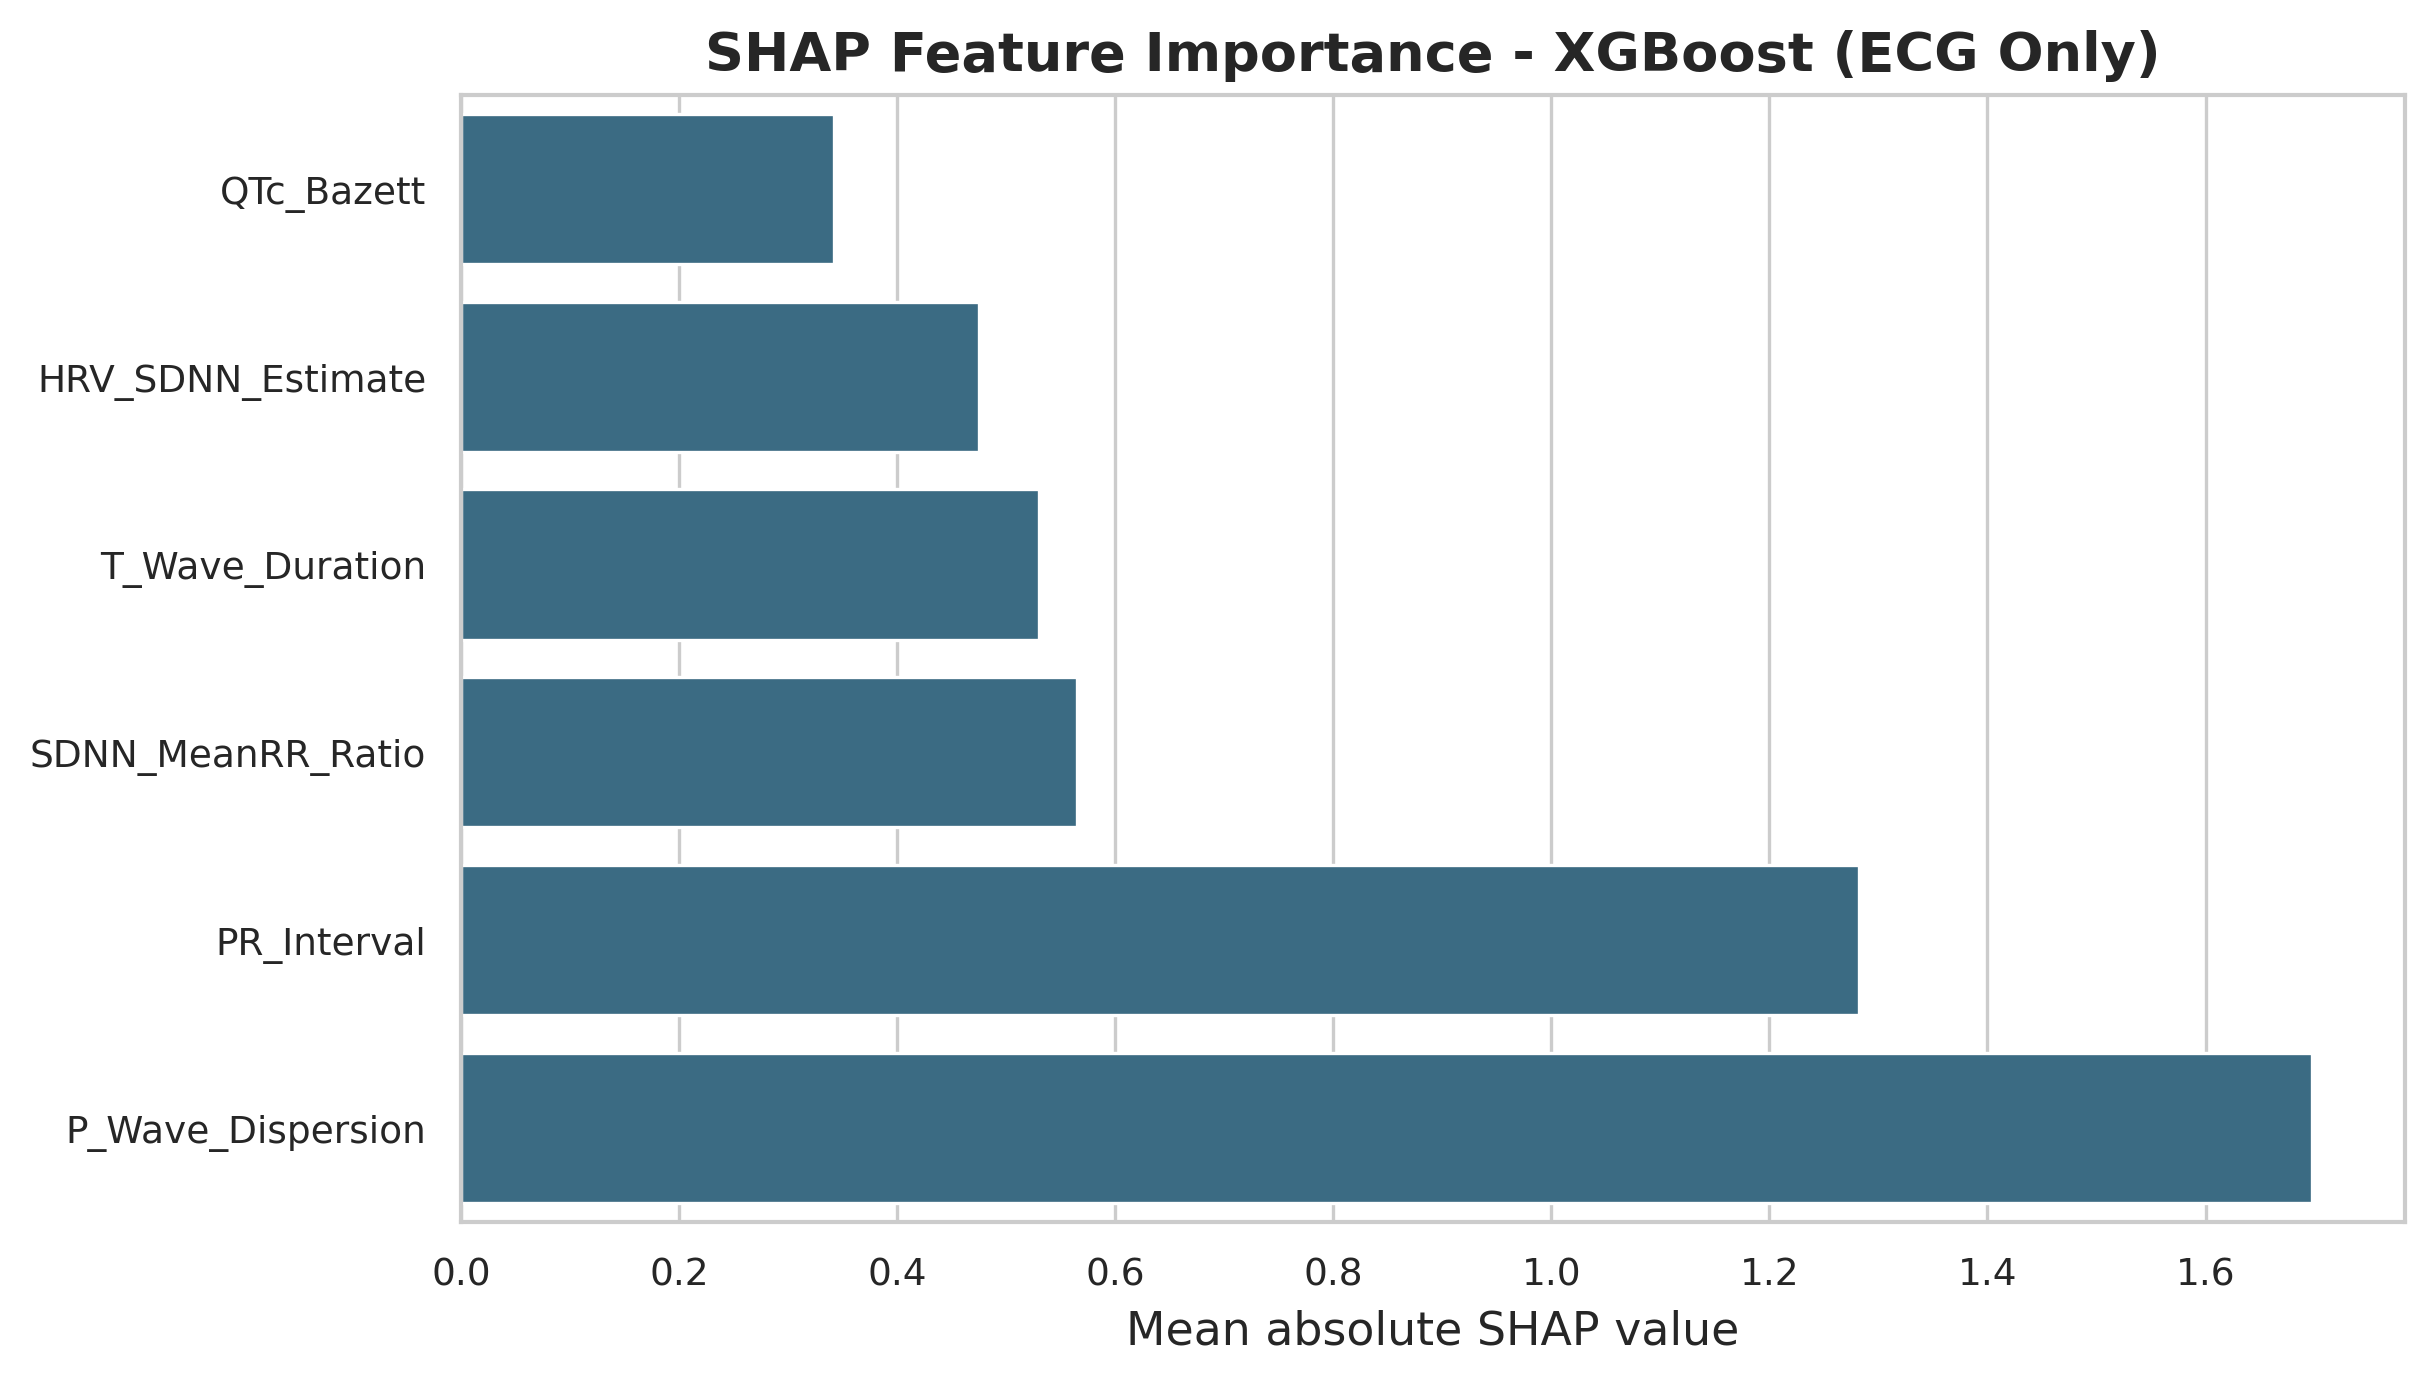 SHAP Feature Importance - XGBoost (ECG Only)
QTc_Bazett
HRV_SDNN_Estimate
T_Wave_Duration
SDNN_MeanRR_Ratio
PR_Interval
P_Wave_Dispersion
0.0 0.2 0.4 0.6 0.8 1.0 1.2 1.4 1.6
Mean absolute SHAP value